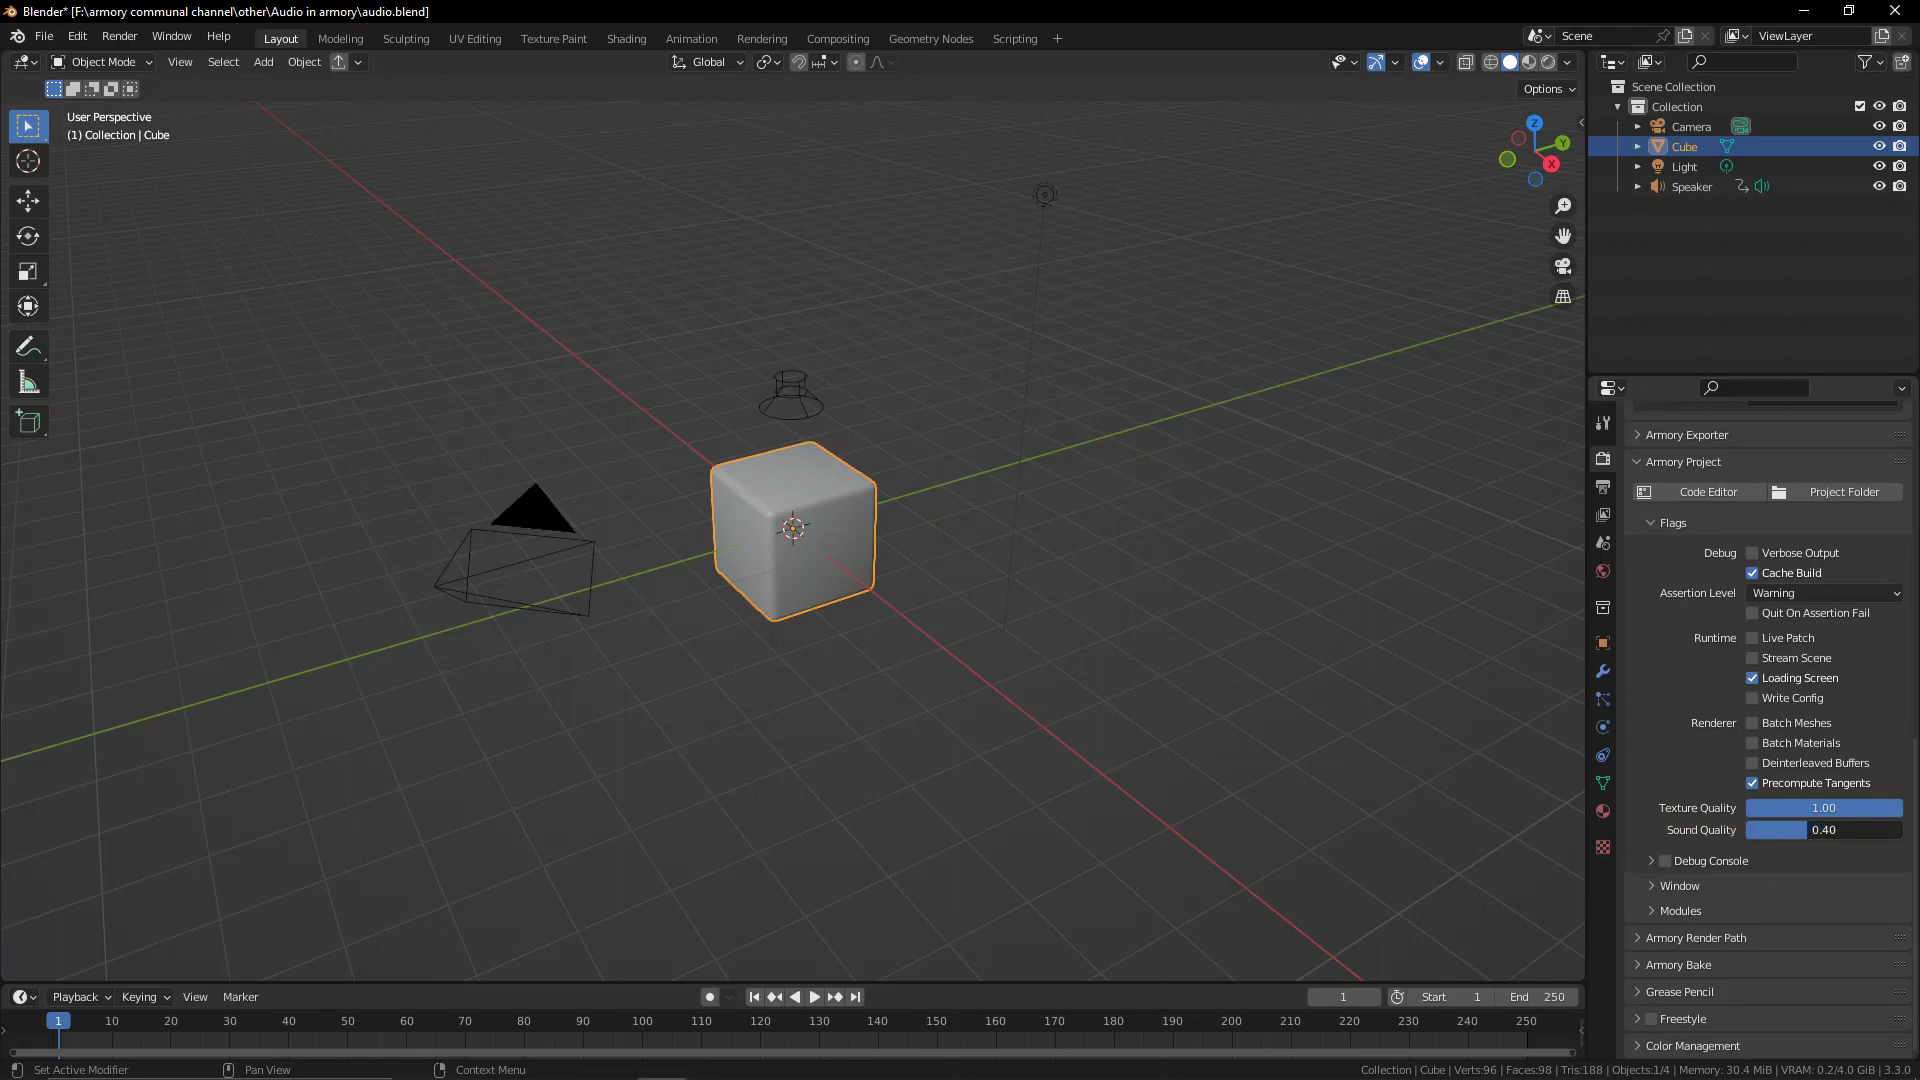 Blender* [F:\armory communal channel\other\Audio in armory\audio.blend]
File Edit Render Window Help
Layout Modeling Sculpting UV Editing Texture Paint Shading Animation Rendering Compositing Geometry Nodes Scripting +
Scene
ViewLayer
Object Mode View Select Add Object
Global
Options
User Perspective
(1) Collection | Cube
Z
Y
X
Scene Collection
Collection
Camera
Cube
Light
Speaker
Armory Exporter
Armory Project
Code Editor Project Folder
Flags
Debug Verbose Output
Cache Build
Assertion Level Warning
Quit On Assertion Fail
Runtime Live Patch
Stream Scene
Loading Screen
Write Config
Renderer Batch Meshes
Batch Materials
Deinterleaved Buffers
Precompute Tangents
Texture Quality 1.00
Sound Quality 0.40
Debug Console
Window
Modules
Armory Render Path
Armory Bake
Grease Pencil
Freestyle
Color Management
Playback Keying View Marker
1 Start 1 End 250
1 10 20 30 40 50 60 70 80 90 100 110 120 130 140 150 160 170 180 190 200 210 220 230 240 250
Set Active Modifier Pan View Context Menu
Collection | Cube | Verts:96 | Faces:98 | Tris:188 | Objects:1/4 | Memory: 30.4 MiB | VRAM: 0.2/4.0 GiB | 3.3.0